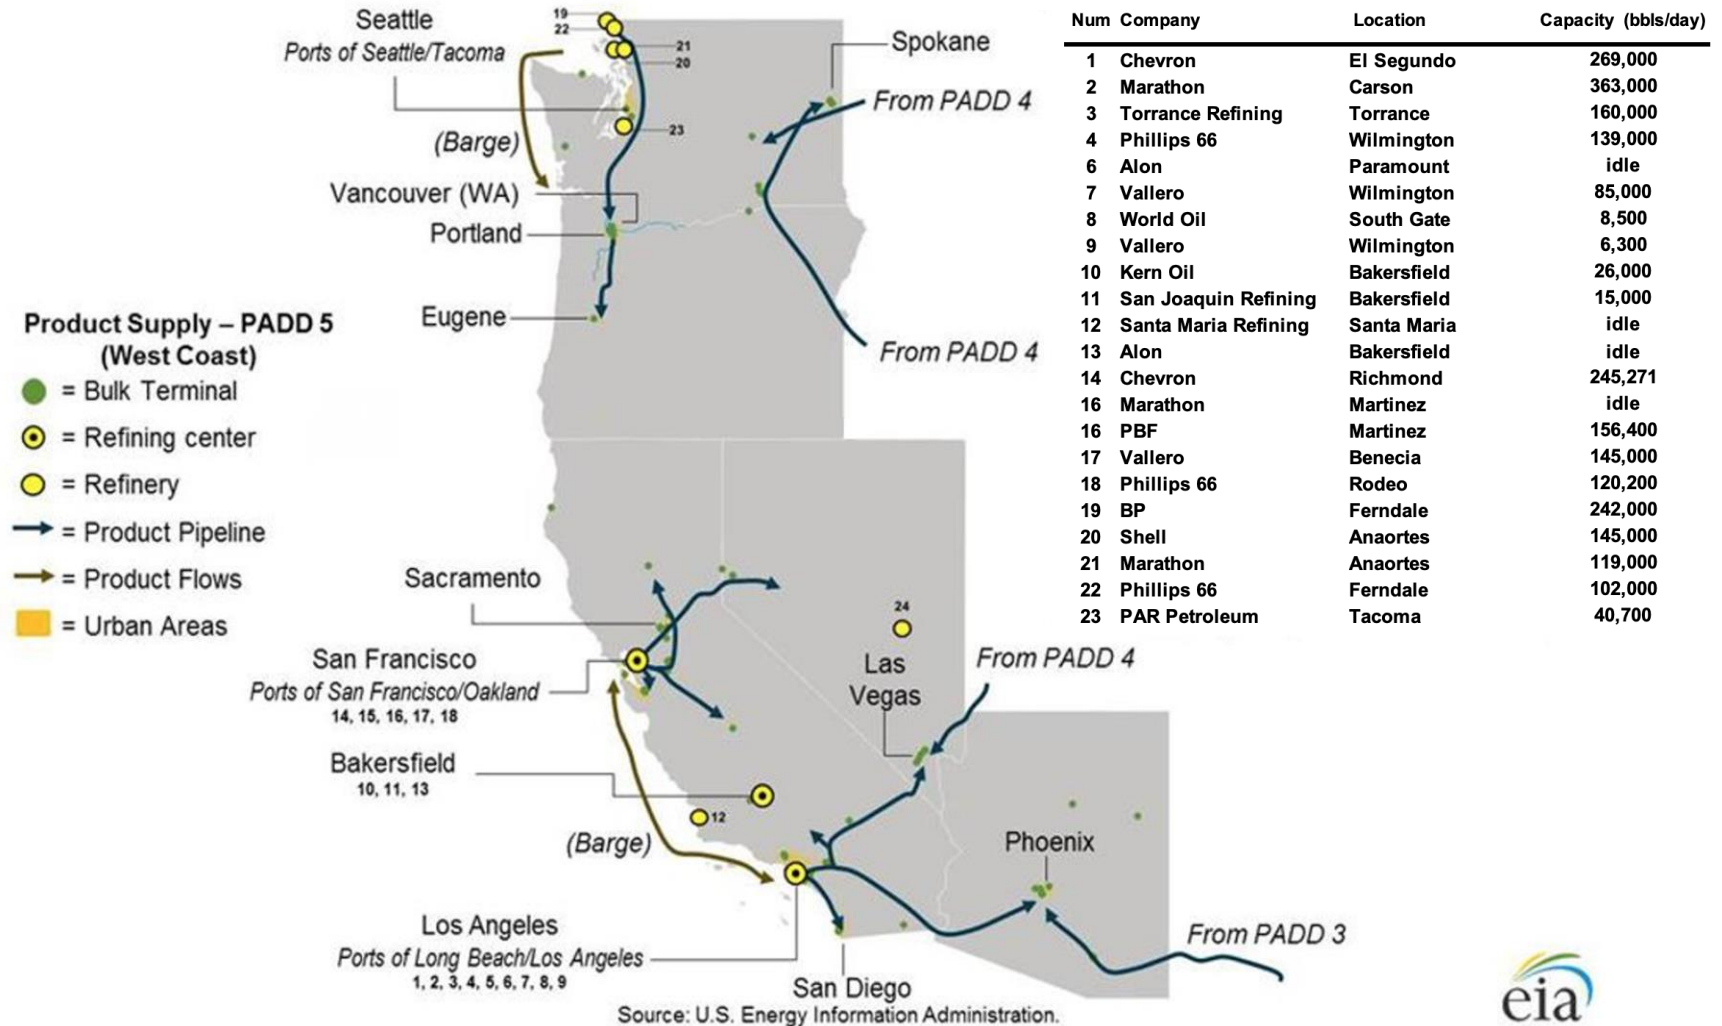 Seattle
Ports of Seattle/Tacoma
19
22
21
20
23
Spokane
From PADD 4
(Barge)
Vancouver (WA)
Portland
Eugene
From PADD 4
Product Supply – PADD 5
(West Coast)
= Bulk Terminal
= Refining center
= Refinery
= Product Pipeline
= Product Flows
= Urban Areas
Sacramento
San Francisco
Ports of San Francisco/Oakland
14, 15, 16, 17, 18
Bakersfield
10, 11, 13
12
(Barge)
24
Las
Vegas
From PADD 4
Phoenix
From PADD 3
Los Angeles
Ports of Long Beach/Los Angeles
1, 2, 3, 4, 5, 6, 7, 8, 9
San Diego
Source: U.S. Energy Information Administration.
eia
Num Company Location Capacity (bbls/day)
1 Chevron El Segundo 269,000
2 Marathon Carson 363,000
3 Torrance Refining Torrance 160,000
4 Phillips 66 Wilmington 139,000
6 Alon Paramount idle
7 Vallero Wilmington 85,000
8 World Oil South Gate 8,500
9 Vallero Wilmington 6,300
10 Kern Oil Bakersfield 26,000
11 San Joaquin Refining Bakersfield 15,000
12 Santa Maria Refining Santa Maria idle
13 Alon Bakersfield idle
14 Chevron Richmond 245,271
16 Marathon Martinez idle
16 PBF Martinez 156,400
17 Vallero Benecia 145,000
18 Phillips 66 Rodeo 120,200
19 BP Ferndale 242,000
20 Shell Anaortes 145,000
21 Marathon Anaortes 119,000
22 Phillips 66 Ferndale 102,000
23 PAR Petroleum Tacoma 40,700